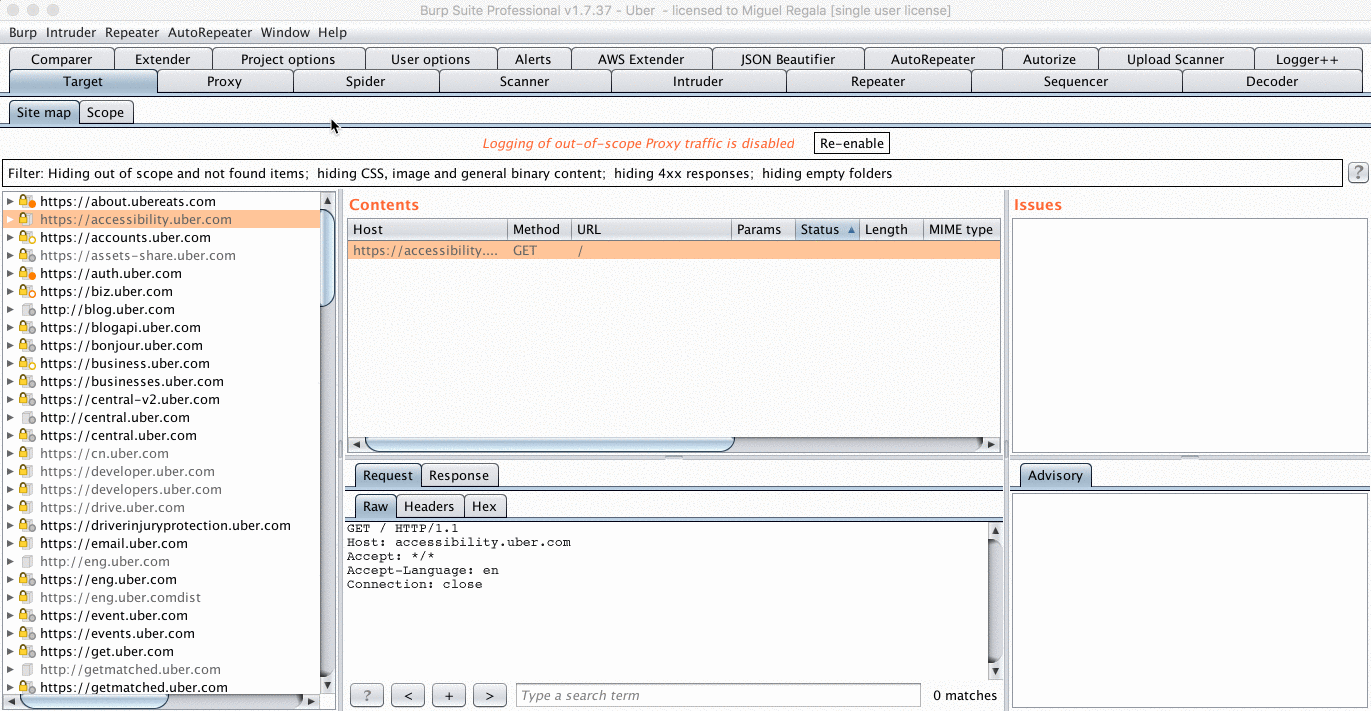 Burp Suite Professional v1.7.37 - Uber - licensed to Miguel Regala [single user license]
Burp Intruder Repeater AutoRepeater Window Help
Comparer Extender Project options User options Alerts AWS Extender JSON Beautifier AutoRepeater Autorize Upload Scanner Logger++
Target Proxy Spider Scanner Intruder Repeater Sequencer Decoder
Site map Scope
Logging of out-of-scope Proxy traffic is disabled Re-enable
Filter: Hiding out of scope and not found items; hiding CSS, image and general binary content; hiding 4xx responses; hiding empty folders ?
https://about.ubereats.com
https://accessibility.uber.com
https://accounts.uber.com
https://assets-share.uber.com
https://auth.uber.com
https://biz.uber.com
http://blog.uber.com
https://blogapi.uber.com
https://bonjour.uber.com
https://business.uber.com
https://businesses.uber.com
https://central-v2.uber.com
http://central.uber.com
https://central.uber.com
https://cn.uber.com
https://developer.uber.com
https://developers.uber.com
https://drive.uber.com
https://driverinjuryprotection.uber.com
https://email.uber.com
http://eng.uber.com
https://eng.uber.com
https://eng.uber.comdist
https://event.uber.com
https://events.uber.com
https://get.uber.com
http://getmatched.uber.com
https://getmatched.uber.com
Contents
Host Method URL Params Status Length MIME type
https://accessibility.... GET /
Request Response
Raw Headers Hex
GET / HTTP/1.1
Host: accessibility.uber.com
Accept: */*
Accept-Language: en
Connection: close
? < + > Type a search term 0 matches
Issues
Advisory